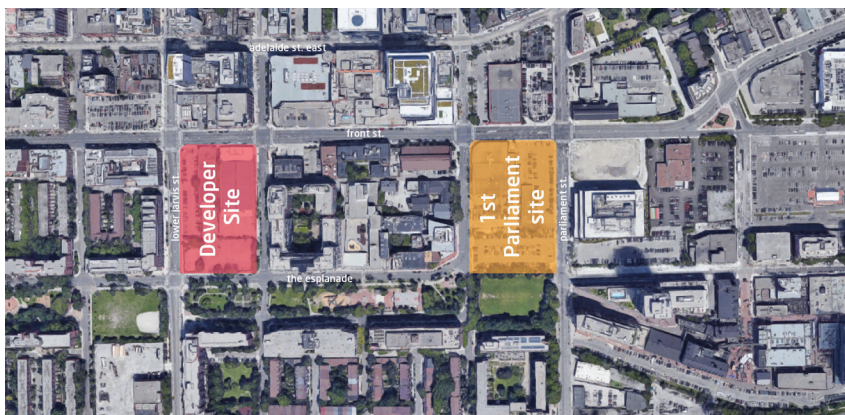 adelaide st. east
front st.
lower jarvis st.
Developer
Site
1st
Parliament
site
parliament st.
the esplanade